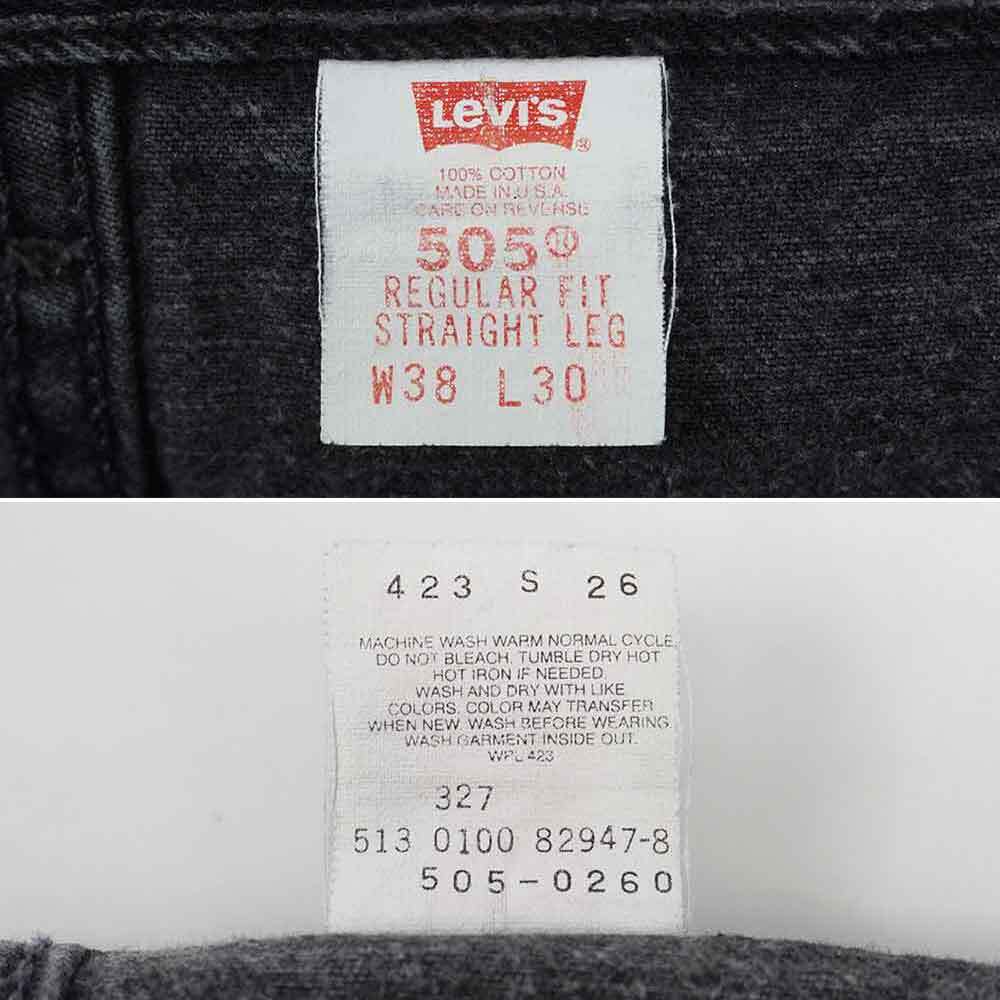 Levi's ®
100% COTTON
MADE IN U.S.A.
CARE ON REVERSE
505
REGULAR FIT
STRAIGHT LEG
W38 L30
423 S 26
MACHINE WASH WARM NORMAL CYCLE.
DO NOT BLEACH. TUMBLE DRY HOT
HOT IRON IF NEEDED.
WASH AND DRY WITH LIKE
COLORS. COLOR MAY TRANSFER
WHEN NEW. WASH BEFORE WEARING.
WASH GARMENT INSIDE OUT.
WPL 423
327
513 0100 82947-8
505-0260